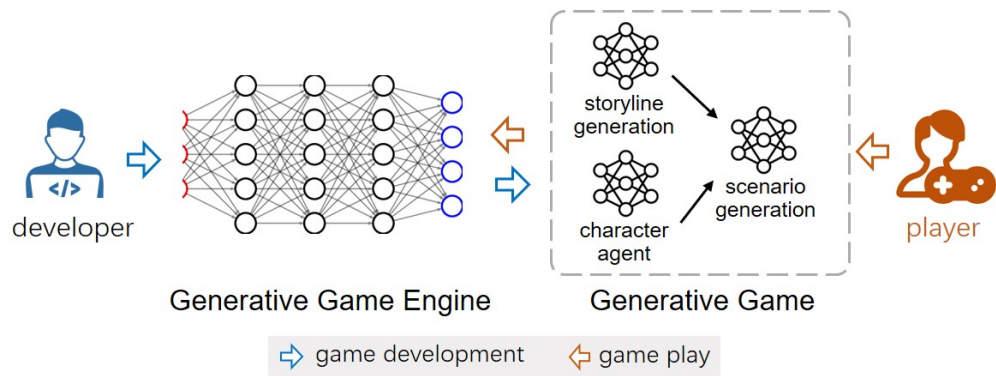 storyline
generation
scenario
generation
character
agent
</>
developer
player
Generative Game Engine
Generative Game
game development
game play